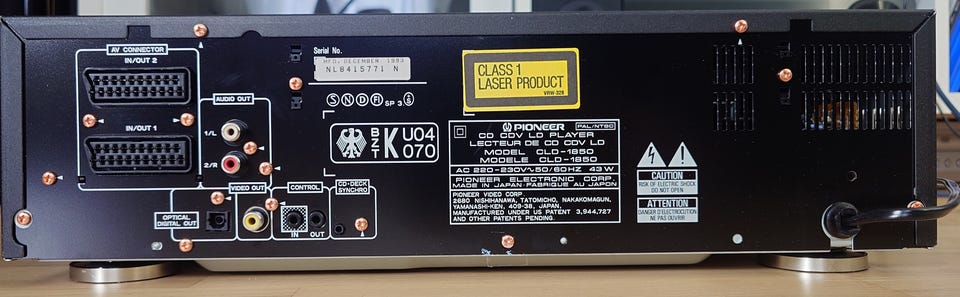 AV CONNECTOR
IN/OUT 2
IN/OUT 1
AUDIO OUT
1/L
2/R
OPTICAL
DIGITAL OUT
VIDEO OUT
CONTROL
IN
OUT
CD-DECK
SYNCHRO
Serial No.
MFD. DECEMBER 1993
NL8415771 N
S N D FI SP 3
BZT
K U04
070
CLASS 1
LASER PRODUCT
VRW-328
PIONEER PAL/NTSC
CD CDV LD PLAYER
LECTEUR DE CD CDV LD
MODEL CLD-1850
MODELE CLD-1850
AC 220-230V~50/60HZ 43W
PIONEER ELECTRONIC CORP.
MADE IN JAPAN·FABRIQUE AU JAPON
PIONEER VIDEO CORP.
2680 NISHIHANAWA, TATOMICHO, NAKAKOMAGUN,
YAMANASHI-KEN, 409-38, JAPAN.
MANUFACTURED UNDER US PATENT 3,944,727
AND OTHER PATENTS PENDING.
CAUTION
RISK OF ELECTRIC SHOCK
DO NOT OPEN
ATTENTION
DANGER D'ELECTROCUTION
NE PAS OUVRIR